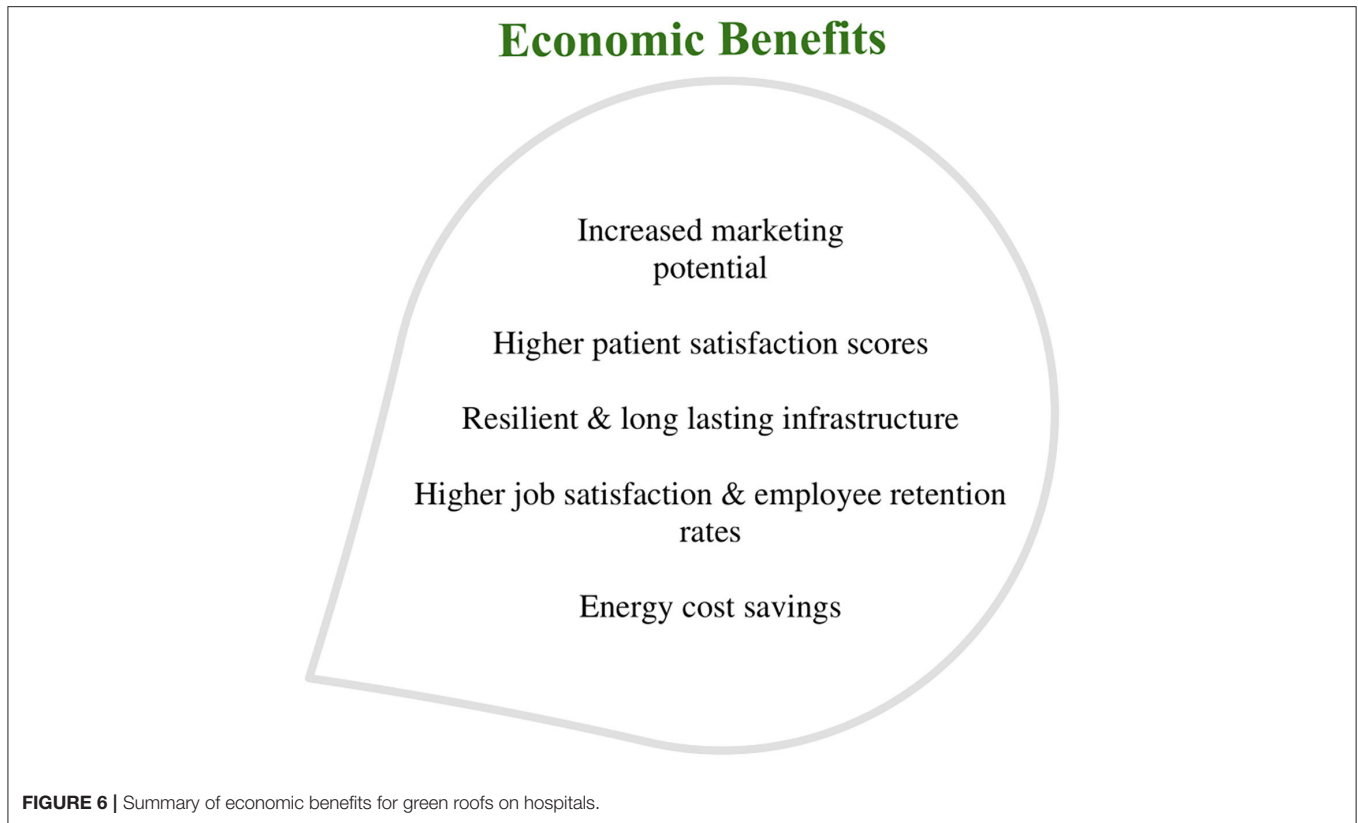 Economic Benefits
Increased marketing
potential
Higher patient satisfaction scores
Resilient & long lasting infrastructure
Higher job satisfaction & employee retention
rates
Energy cost savings
FIGURE 6 | Summary of economic benefits for green roofs on hospitals.